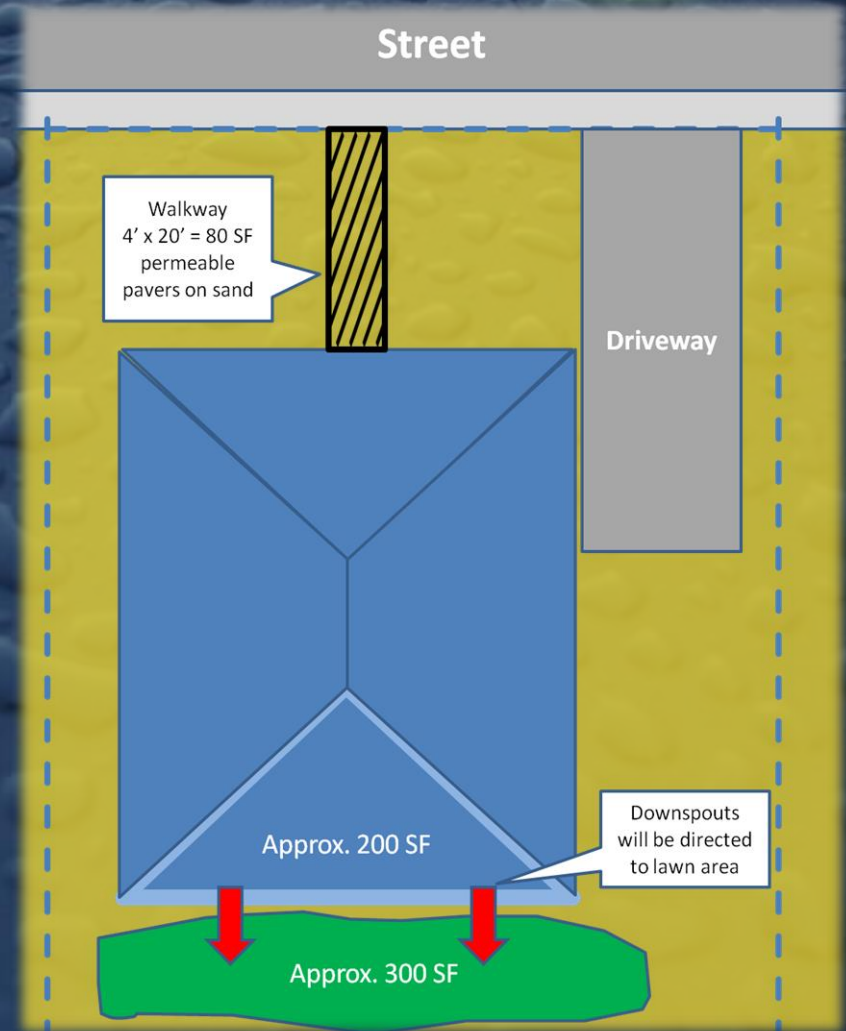 Street
Walkway
4’ x 20’ = 80 SF
permeable
pavers on sand
Driveway
Approx. 200 SF
Downspouts
will be directed
to lawn area
Approx. 300 SF